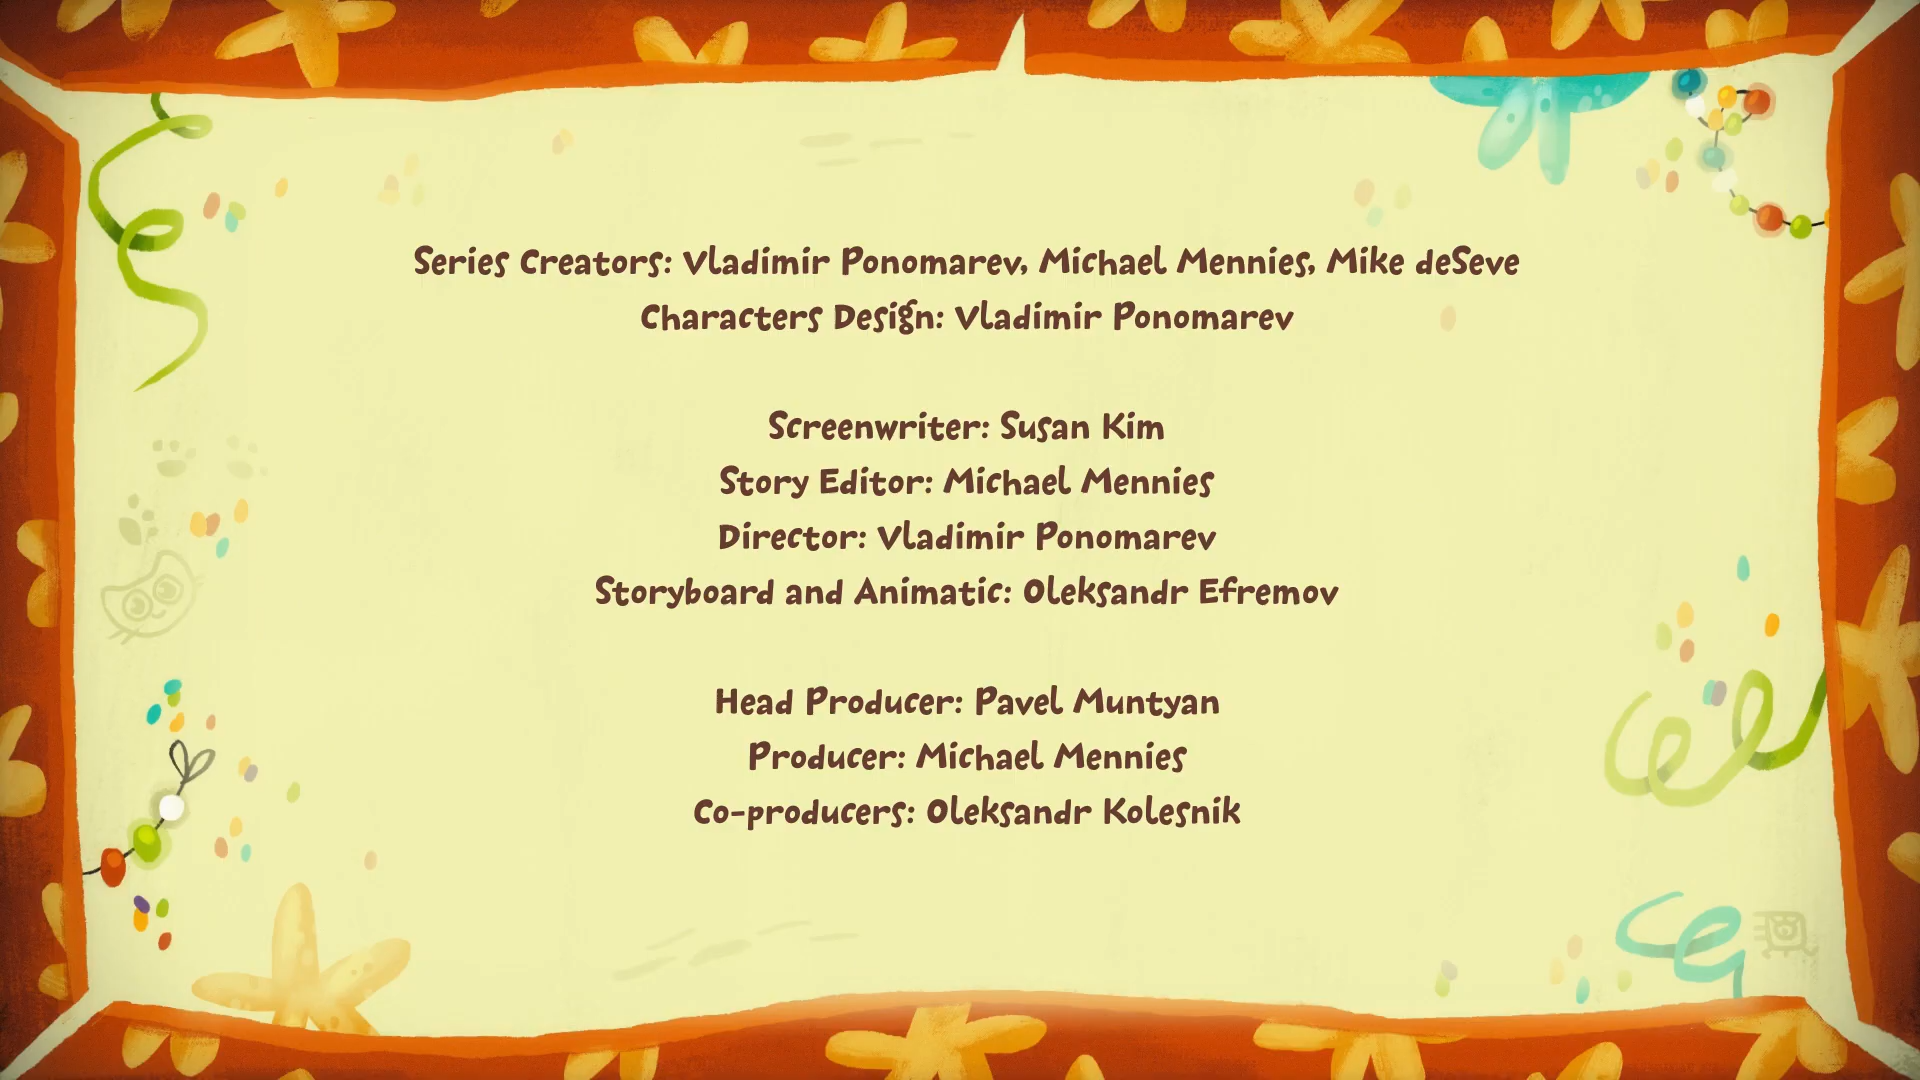 Series Creators: Vladimir Ponomarev, Michael Mennies, Mike deSeve
Characters Design: Vladimir Ponomarev
Screenwriter: Susan Kim
Story Editor: Michael Mennies
Director: Vladimir Ponomarev
Storyboard and Animatic: Oleksandr Efremov
Head Producer: Pavel Muntyan
Producer: Michael Mennies
Co-producers: Oleksandr Kolesnik